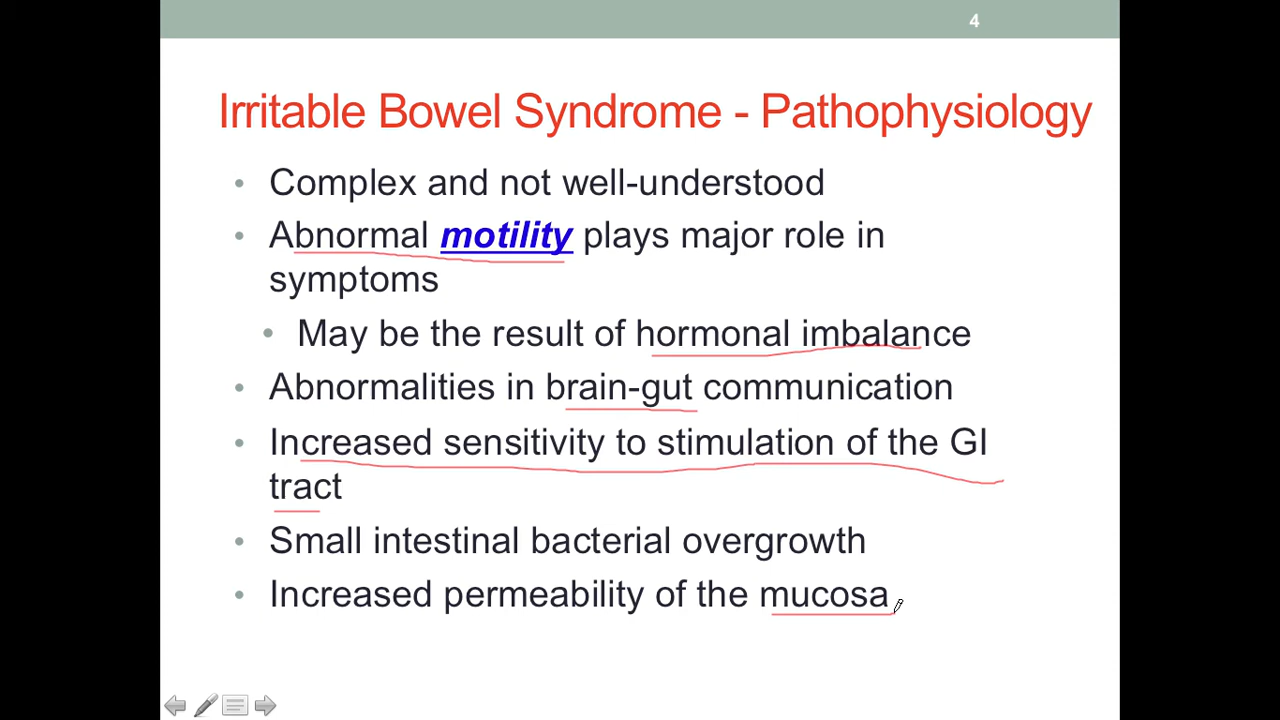 4
Irritable Bowel Syndrome - Pathophysiology
• Complex and not well-understood
• Abnormal motility plays major role in
symptoms
• May be the result of hormonal imbalance
• Abnormalities in brain-gut communication
• Increased sensitivity to stimulation of the GI
tract
• Small intestinal bacterial overgrowth
• Increased permeability of the mucosa